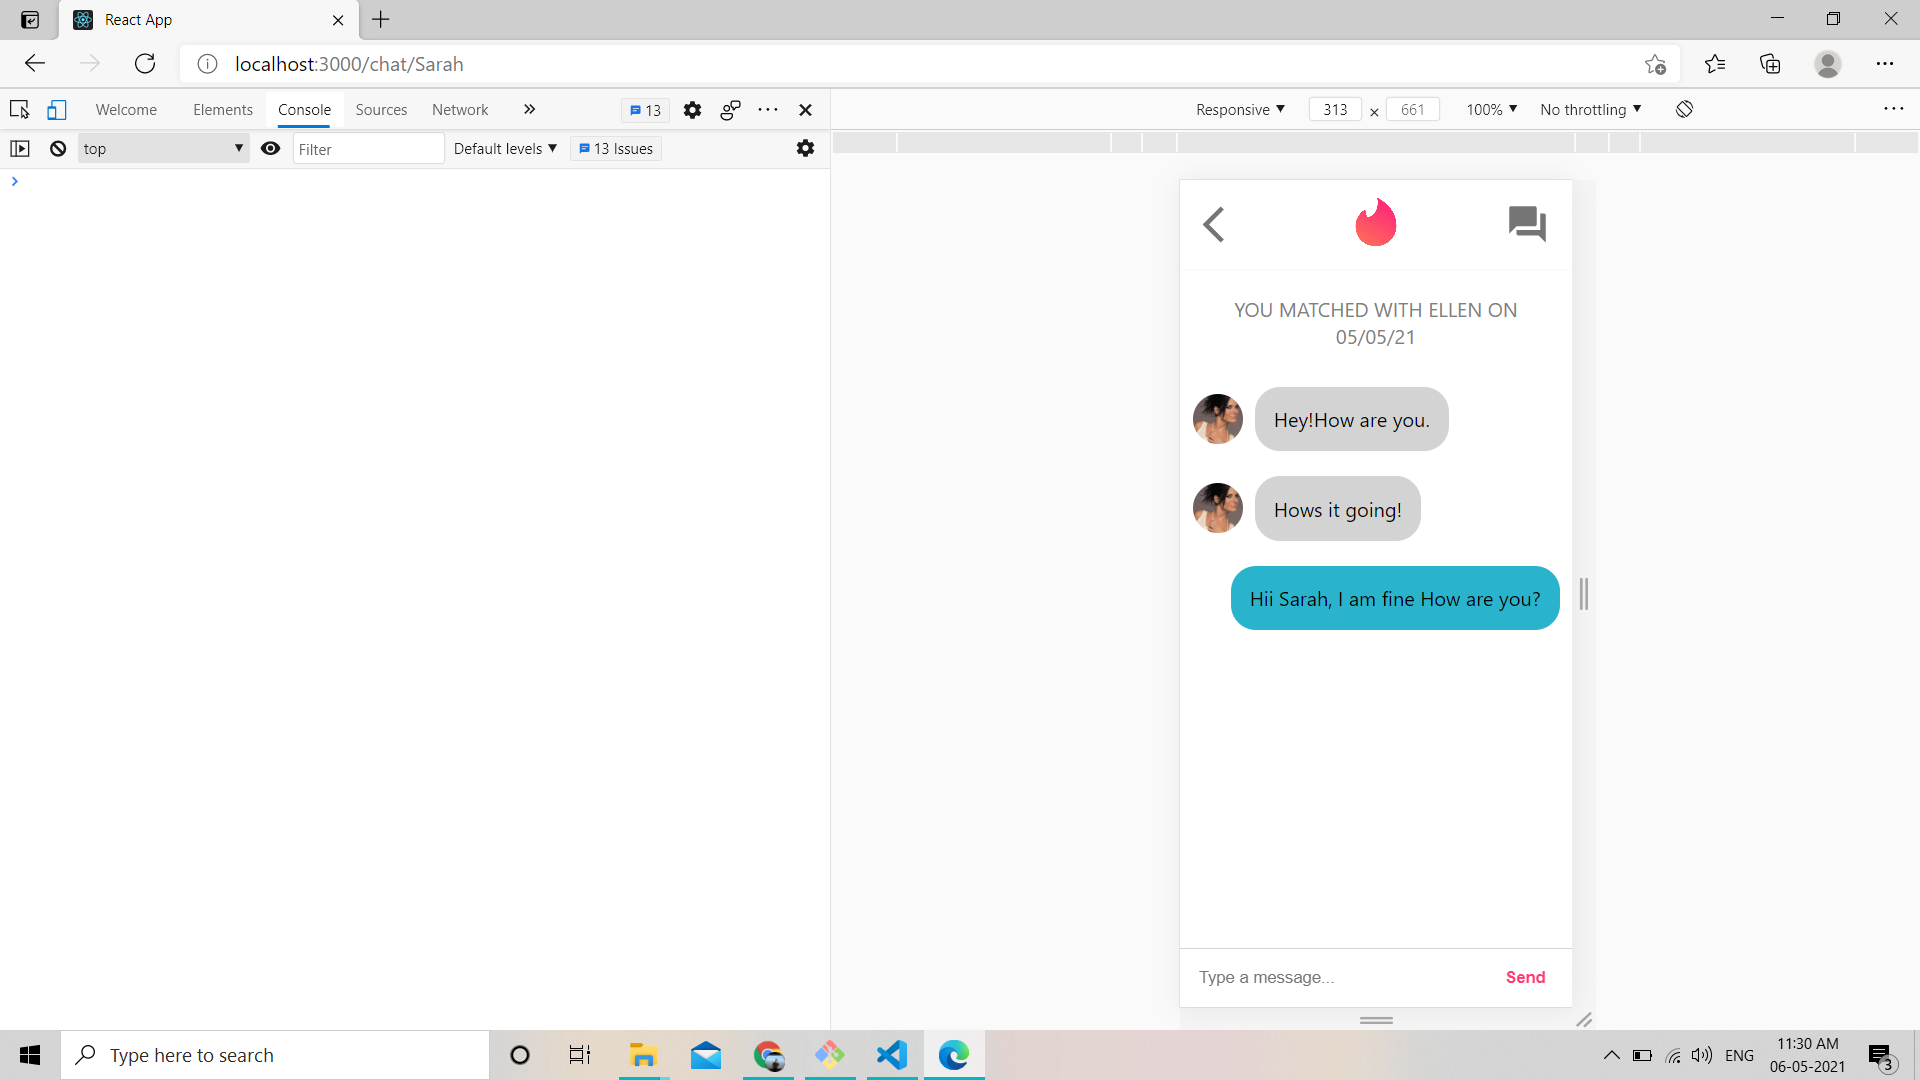 React App
localhost:3000/chat/Sarah
Welcome Elements Console Sources Network 13
Responsive 313 × 661 100% No throttling
top Filter Default levels 13 Issues
YOU MATCHED WITH ELLEN ON
05/05/21
Hey!How are you.
Hows it going!
Hii Sarah, I am fine How are you?
Type a message... Send
Type here to search
ENG
11:30 AM
06-05-2021
3